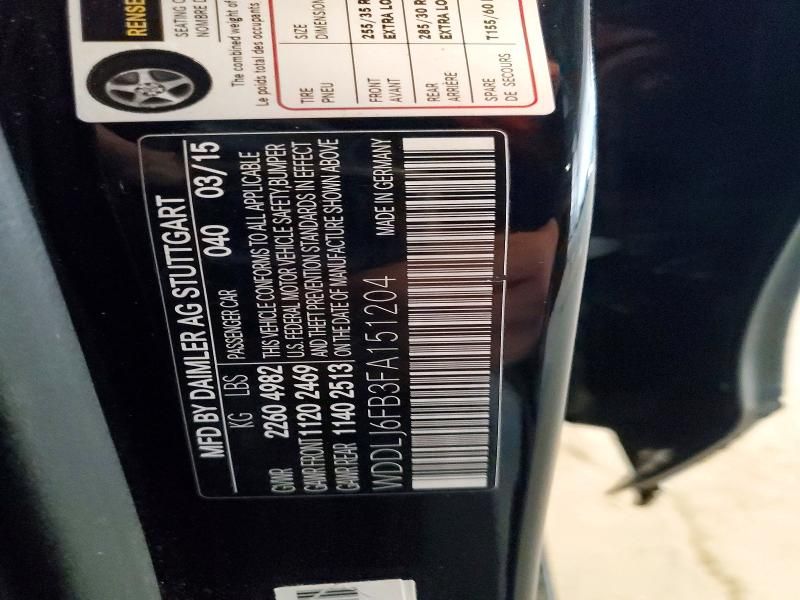 RENSE
SEATING C
NOMBRE D
The combined weight of
Le poids total des occupants
TIRE SIZE
PNEU DIMENSION
FRONT 255/35 R
AVANT EXTRA LO
REAR 285/30 R
ARRIÈRE EXTRA LO
SPARE T155/60
DE SECOURS
MFD BY DAIMLER AG STUTTGART
KG LBS PASSENGER CAR 040 03/15
GVWR 2260 4982 THIS VEHICLE CONFORMS TO ALL APPLICABLE
U.S. FEDERAL MOTOR VEHICLE SAFETY,BUMPER
GAWR FRONT 1120 2469 AND THEFT PREVENTION STANDARDS IN EFFECT
GAWR REAR 1140 2513 ON THE DATE OF MANUFACTURE SHOWN ABOVE
WDDLJ6FB3FA151204 MADE IN GERMANY